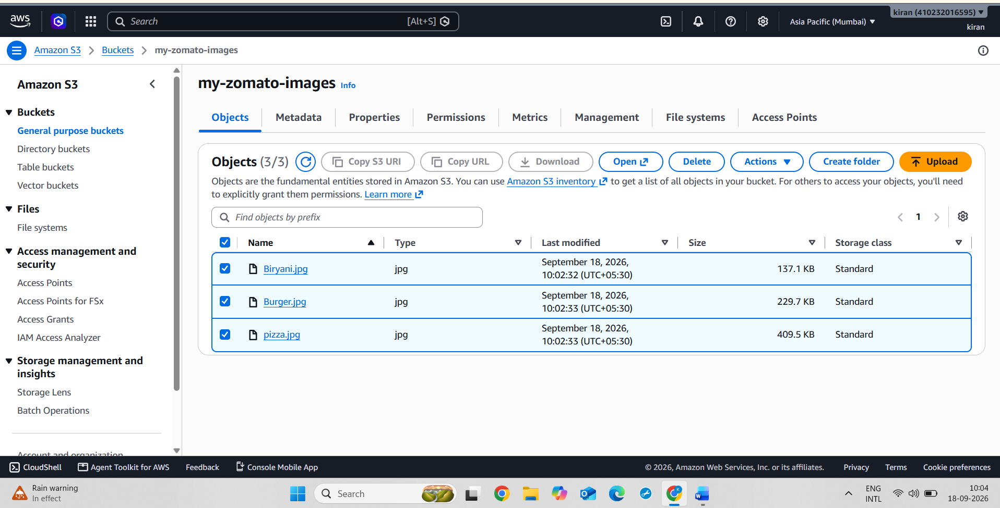 aws
Search
[Alt+S]
Asia Pacific (Mumbai)
kiran (410232016595)
kiran
Amazon S3
Buckets
my-zomato-images
Amazon S3
Buckets
General purpose buckets
Directory buckets
Table buckets
Vector buckets
Files
File systems
Access management and
security
Access Points
Access Points for FSx
Access Grants
IAM Access Analyzer
Storage management and
insights
Storage Lens
Batch Operations
Account and organization
my-zomato-images Info
Objects
Metadata
Properties
Permissions
Metrics
Management
File systems
Access Points
Objects (3/3)
Copy S3 URI
Copy URL
Download
Open
Delete
Actions
Create folder
Upload
Objects are the fundamental entities stored in Amazon S3. You can use Amazon S3 inventory to get a list of all objects in your bucket. For others to access your objects, you'll need
to explicitly grant them permissions. Learn more
Find objects by prefix
1
Name
Type
Last modified
Size
Storage class
Biryani.jpg
jpg
September 18, 2026,
10:02:32 (UTC+05:30)
137.1 KB
Standard
Burger.jpg
jpg
September 18, 2026,
10:02:33 (UTC+05:30)
229.7 KB
Standard
pizza.jpg
jpg
September 18, 2026,
10:02:33 (UTC+05:30)
409.5 KB
Standard
CloudShell
Agent Toolkit for AWS
Feedback
Console Mobile App
© 2026, Amazon Web Services, Inc. or its affiliates.
Privacy
Terms
Cookie preferences
Rain warning
In effect
Search
ENG
INTL
10:04
18-09-2026